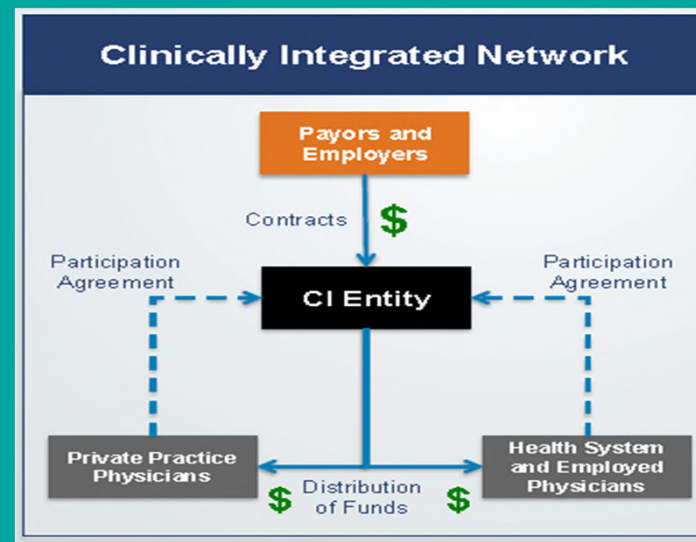 Clinically Integrated Network
Payors and
Employers
Contracts $
Participation
Agreement
Participation
Agreement
CI Entity
Private Practice
Physicians
Health System
and Employed
Physicians
$ Distribution $
of Funds